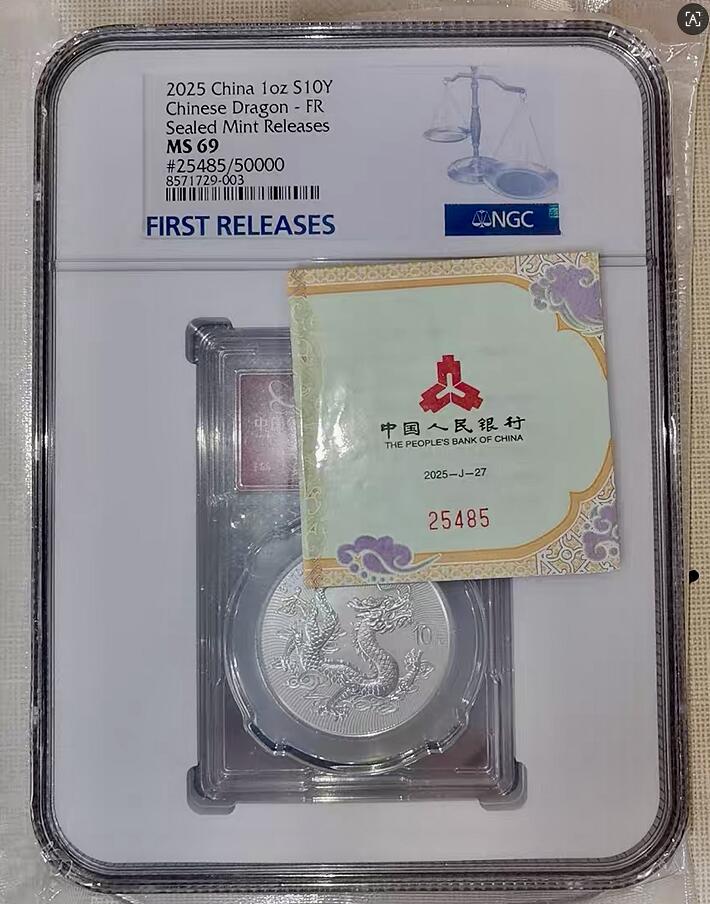 2025 China 1oz S10Y
Chinese Dragon - FR
Sealed Mint Releases
MS 69
#25485/50000
8571729-003
FIRST RELEASES
NGC
中国人民银行
THE PEOPLE'S BANK OF CHINA
2025-J-27
25485
10元